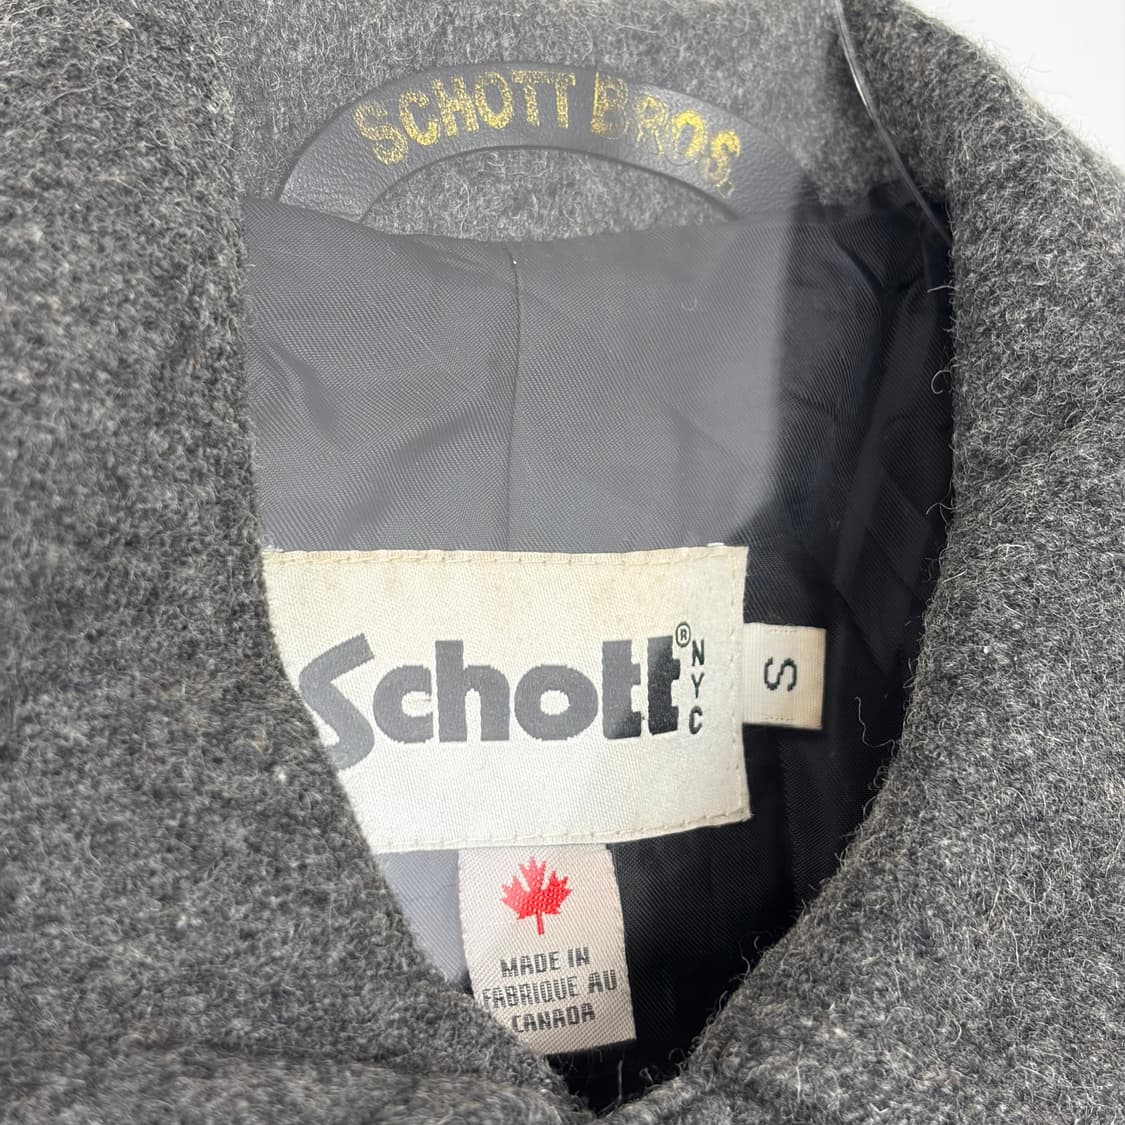 SCHOTT BROS.
Schott® NYC
S
MADE IN
FABRIQUE AU
CANADA